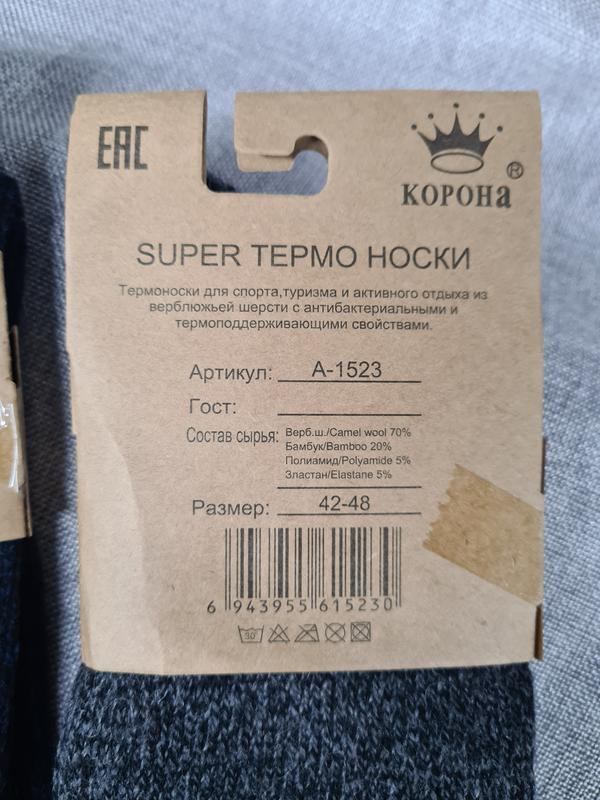 ЕАС
КОРОНа
®
SUPER ТЕРМО НОСКИ
Термоноски для спорта,туризма и активного отдыха из
верблюжьей шерсти с антибактериальными и
термоподдерживающими свойствами.
Артикул: А-1523
Гост:
Состав сырья: Верб.ш./Camel wool 70%
Бамбук/Bamboo 20%
Полиамид/Polyamide 5%
Зластан/Elastane 5%
Размер: 42-48
6 943955 615230
30°